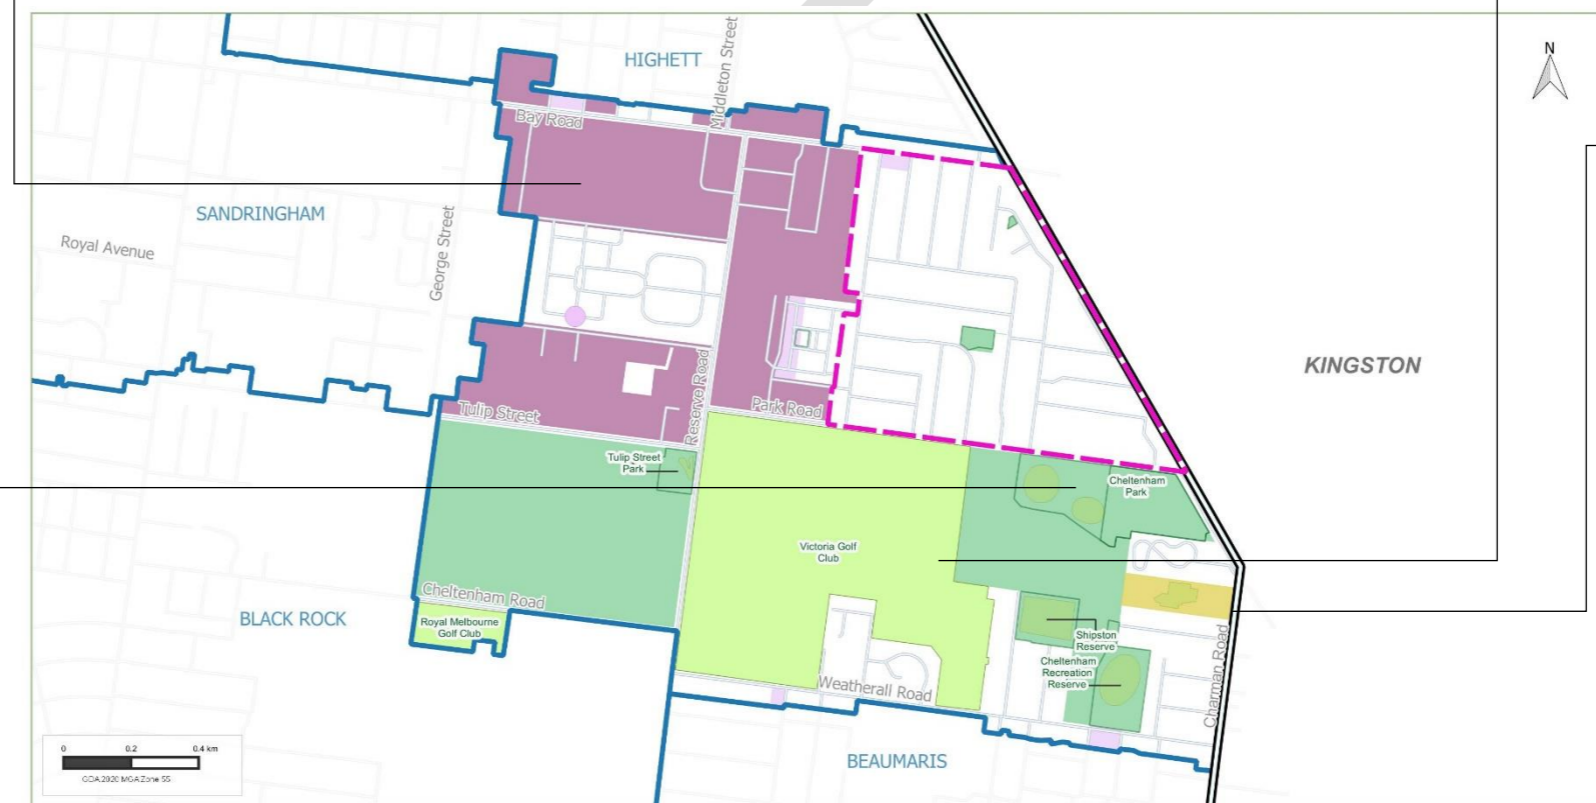 HIGHETT
Middleton Street
N
Bay Road
SANDRINGHAM
George Street
Royal Avenue
KINGSTON
Reserve Road
Park Road
Tulip Street
Tulip Street
Park
Cheltenham
Park
Victoria Golf
Club
Cheltenham Road
BLACK ROCK
Royal Melbourne
Golf Club
Shipston
Reserve
Cheltenham
Recreation
Reserve
Charman Road
Weatherall Road
BEAUMARIS
0 0.2 0.4 km
GDA2020 MGA Zone 55